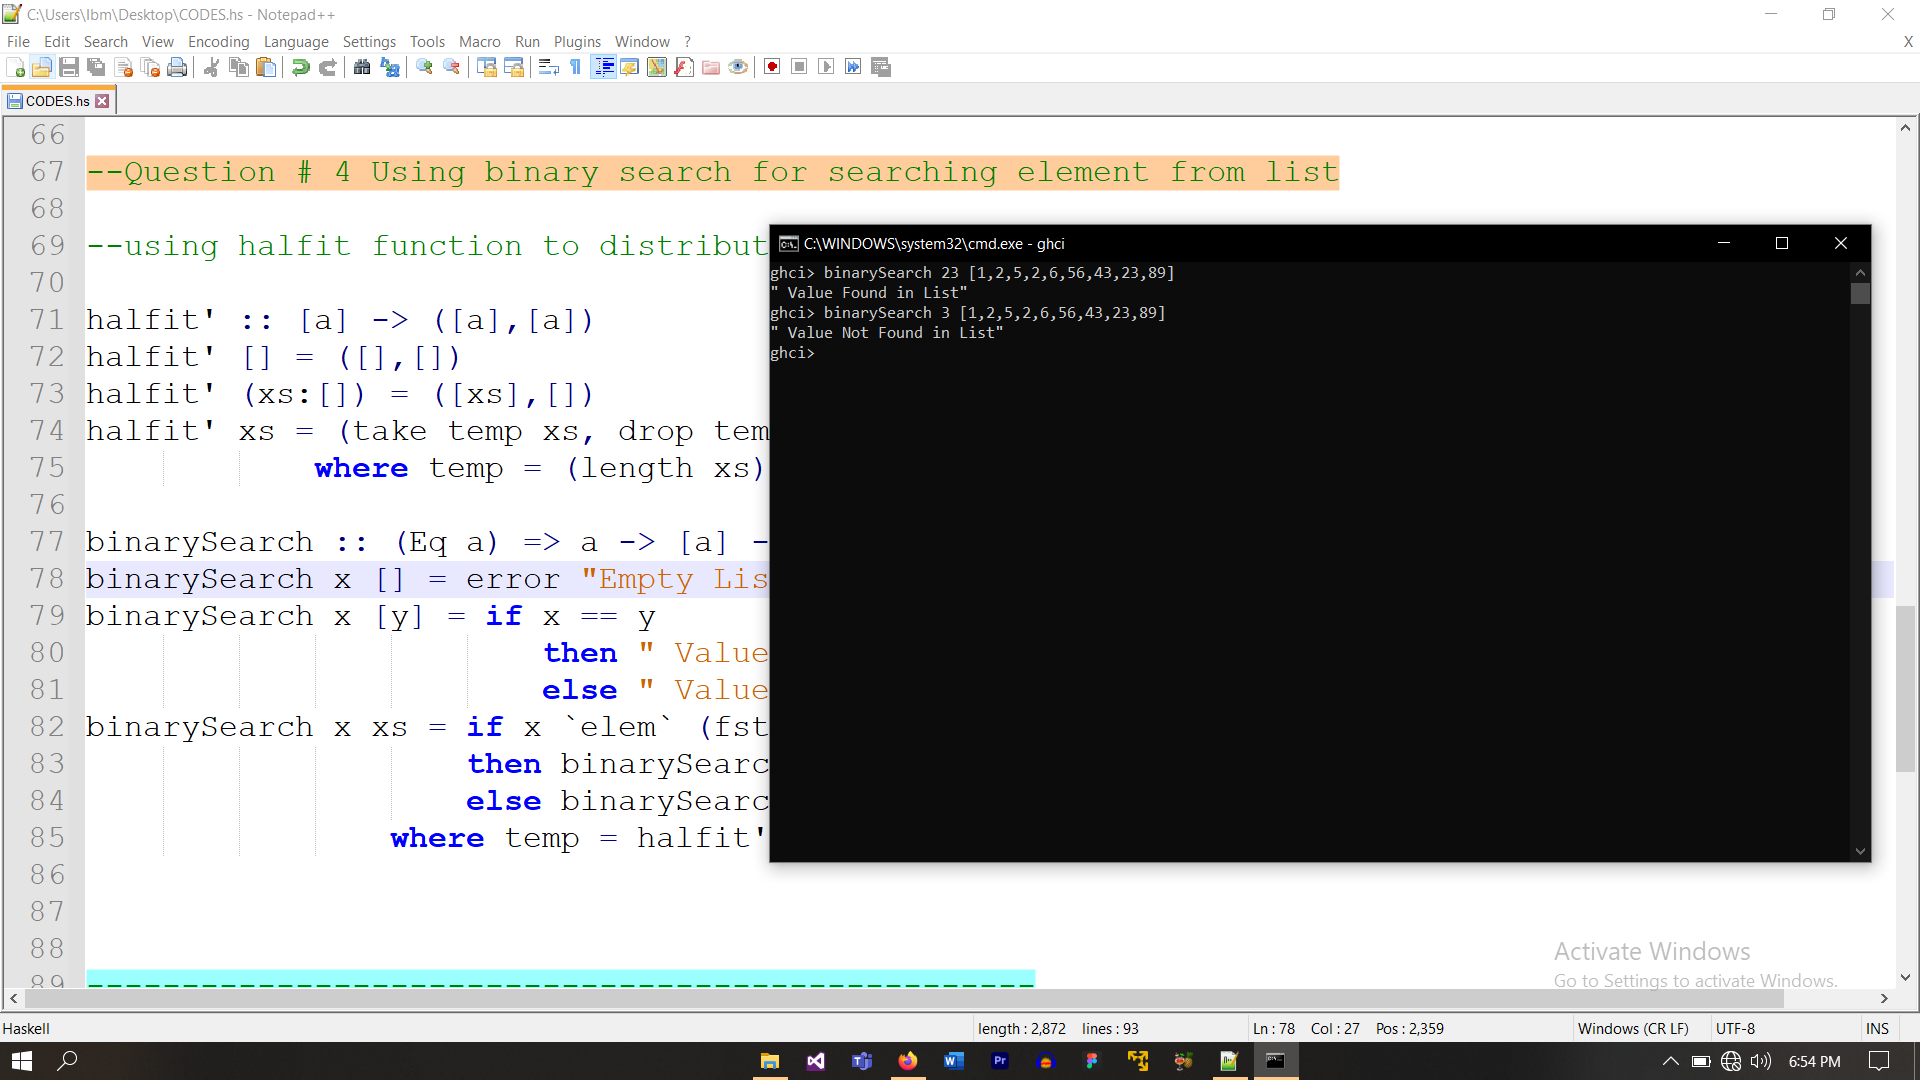 C:\Users\Ibm\Desktop\CODES.hs - Notepad++
File Edit Search View Encoding Language Settings Tools Macro Run Plugins Window ? X
CODES.hs
66
67 --Question # 4 Using binary search for searching element from list
68
69 --using halfit function to distribut
70
71 halfit' :: [a] -> ([a],[a])
72 halfit' [] = ([],[])
73 halfit' (xs:[]) = ([xs],[])
74 halfit' xs = (take temp xs, drop tem
75 where temp = (length xs)
76
77 binarySearch :: (Eq a) => a -> [a] -
78 binarySearch x [] = error "Empty Lis
79 binarySearch x [y] = if x == y
80 then " Value
81 else " Value
82 binarySearch x xs = if x `elem` (fst
83 then binarySearc
84 else binarySearc
85 where temp = halfit'
86
87
88
89 --------------------------------------------------
C:\WINDOWS\system32\cmd.exe - ghci
ghci> binarySearch 23 [1,2,5,2,6,56,43,23,89]
" Value Found in List"
ghci> binarySearch 3 [1,2,5,2,6,56,43,23,89]
" Value Not Found in List"
ghci>
Activate Windows
Go to Settings to activate Windows.
Haskell length : 2,872 lines : 93 Ln : 78 Col : 27 Pos : 2,359 Windows (CR LF) UTF-8 INS
6:54 PM